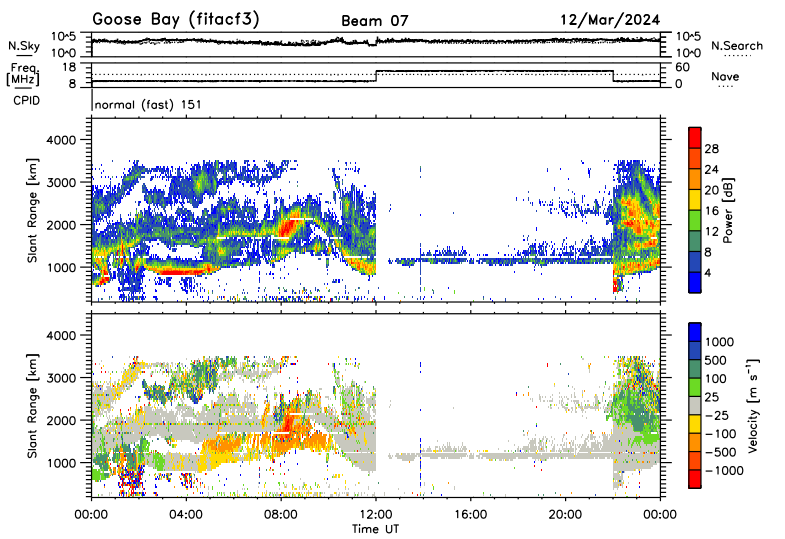 Goose Bay (fitacf3) Beam 07 12/Mar/2024
10^5 10^5
N.Sky N.Search
10^0 10^0
Freq. 18 60
[MHz] Nave
8 0
CPID normal (fast) 151
4000
3000
2000
1000
Slant Range [km]
28
24
20
16
12
8
4
Power [dB]
4000
3000
2000
1000
Slant Range [km]
1000
500
100
25
−25
−100
−500
−1000
Velocity [m s⁻¹]
00:00 04:00 08:00 12:00 16:00 20:00 00:00
Time UT